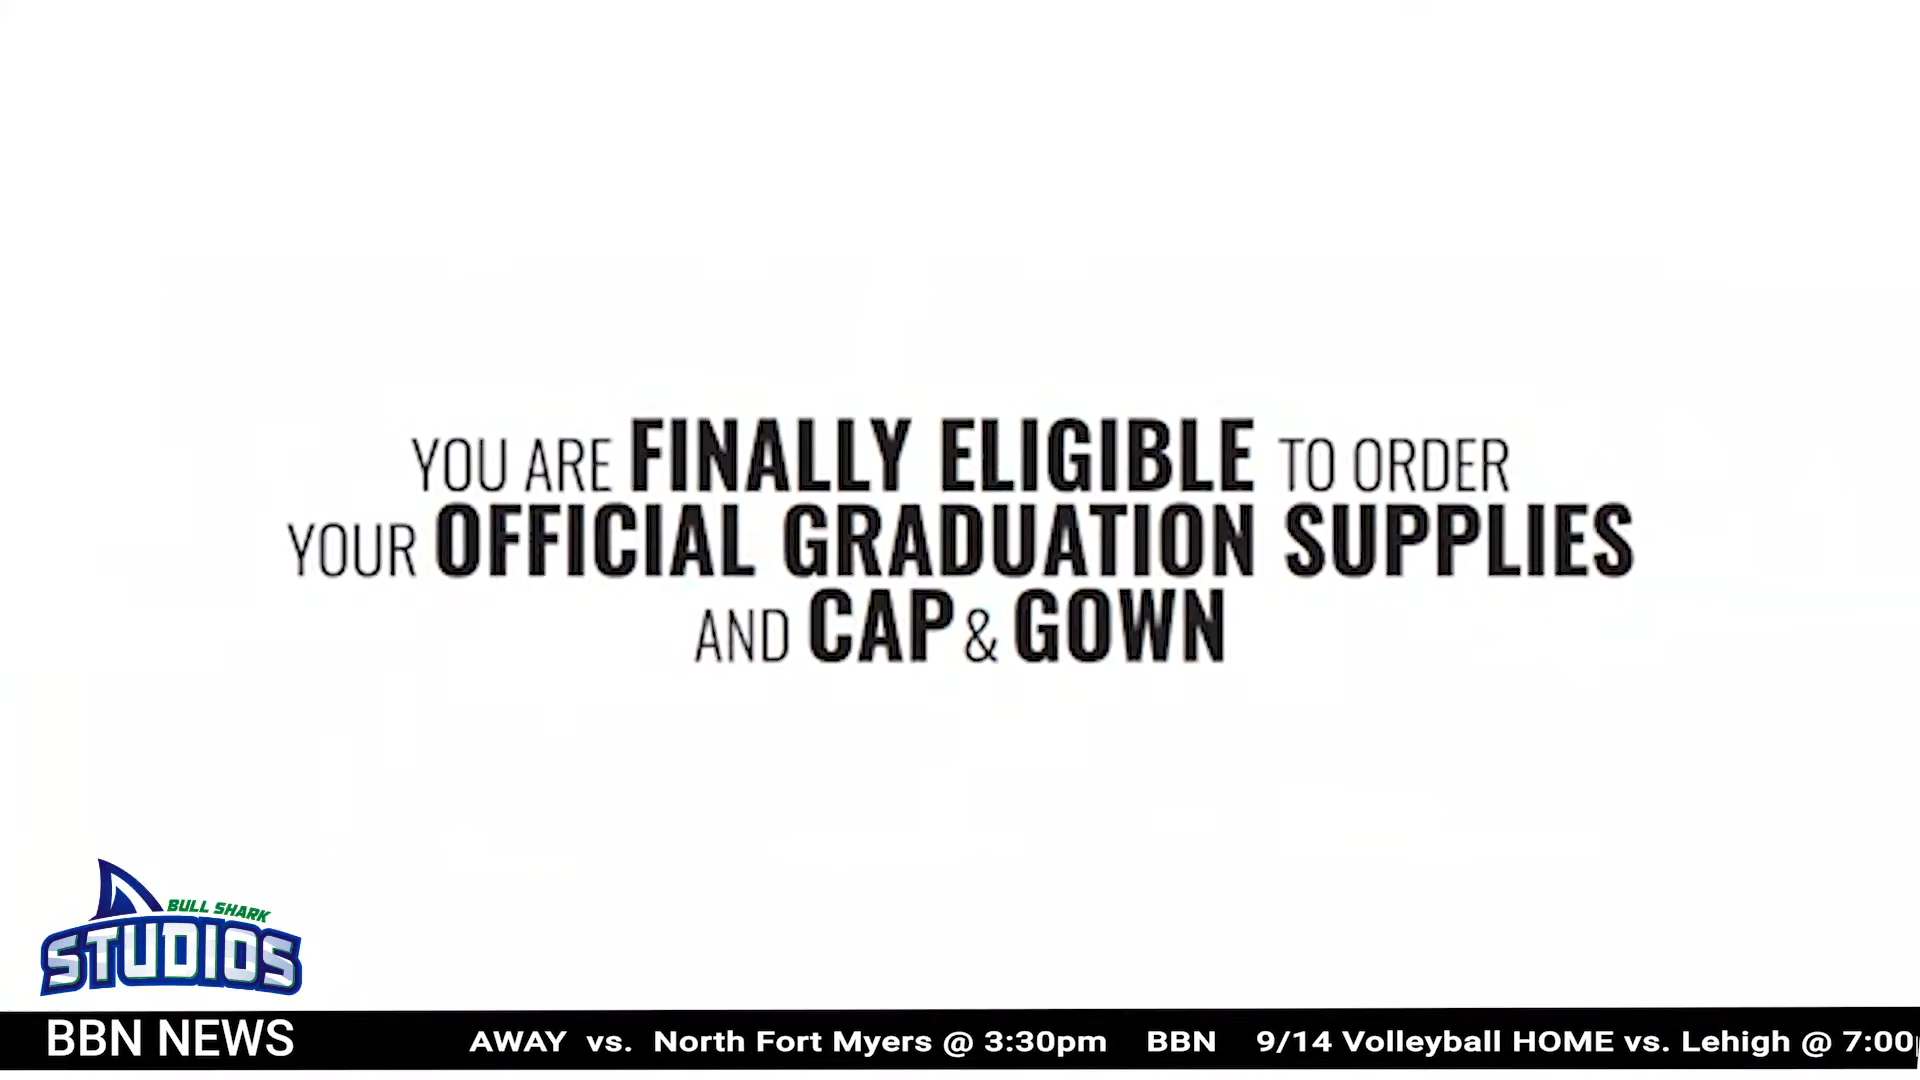 YOU ARE FINALLY ELIGIBLE TO ORDER
YOUR OFFICIAL GRADUATION SUPPLIES
AND CAP & GOWN
BULL SHARK
STUDIOS
BBN NEWS
AWAY vs. North Fort Myers @ 3:30pm BBN 9/14 Volleyball HOME vs. Lehigh @ 7:00